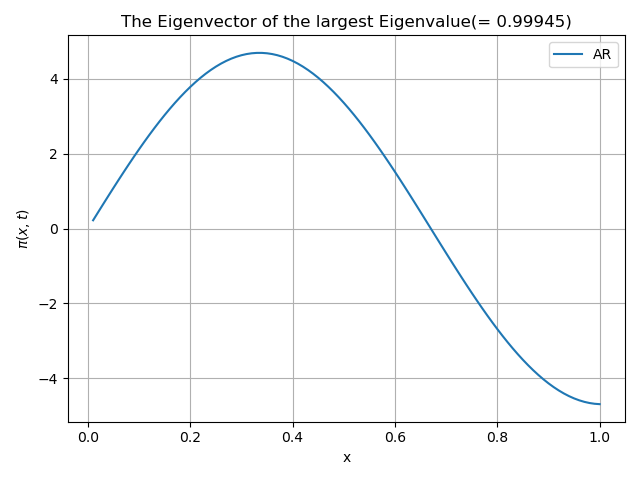 The Eigenvector of the largest Eigenvalue(= 0.99945)
AR
4
2
0
−2
−4
π(x, t)
0.0 0.2 0.4 0.6 0.8 1.0
x